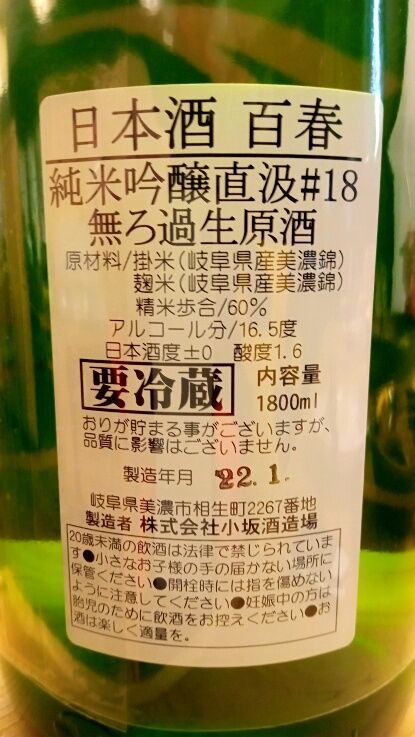 日本酒 百春
純米吟醸直汲#18
無ろ過生原酒
原材料/掛米(岐阜県産美濃錦)
麹米(岐阜県産美濃錦)
精米歩合/60%
アルコール分/16.5度
日本酒度±0 酸度1.6
要冷蔵 内容量
1800ml
おりが貯まる事がございますが、
品質に影響はございません。
製造年月 22.1.
岐阜県美濃市相生町2267番地
製造者 株式会社小坂酒造場
20歳未満の飲酒は法律で禁じられていま
す●小さなお子様の手の届かない場所に
保管ください●開栓時には指を傷めない
ように注意してください●妊娠中の方は
胎児のために飲酒をお控えください●お
酒は楽しく適量を。